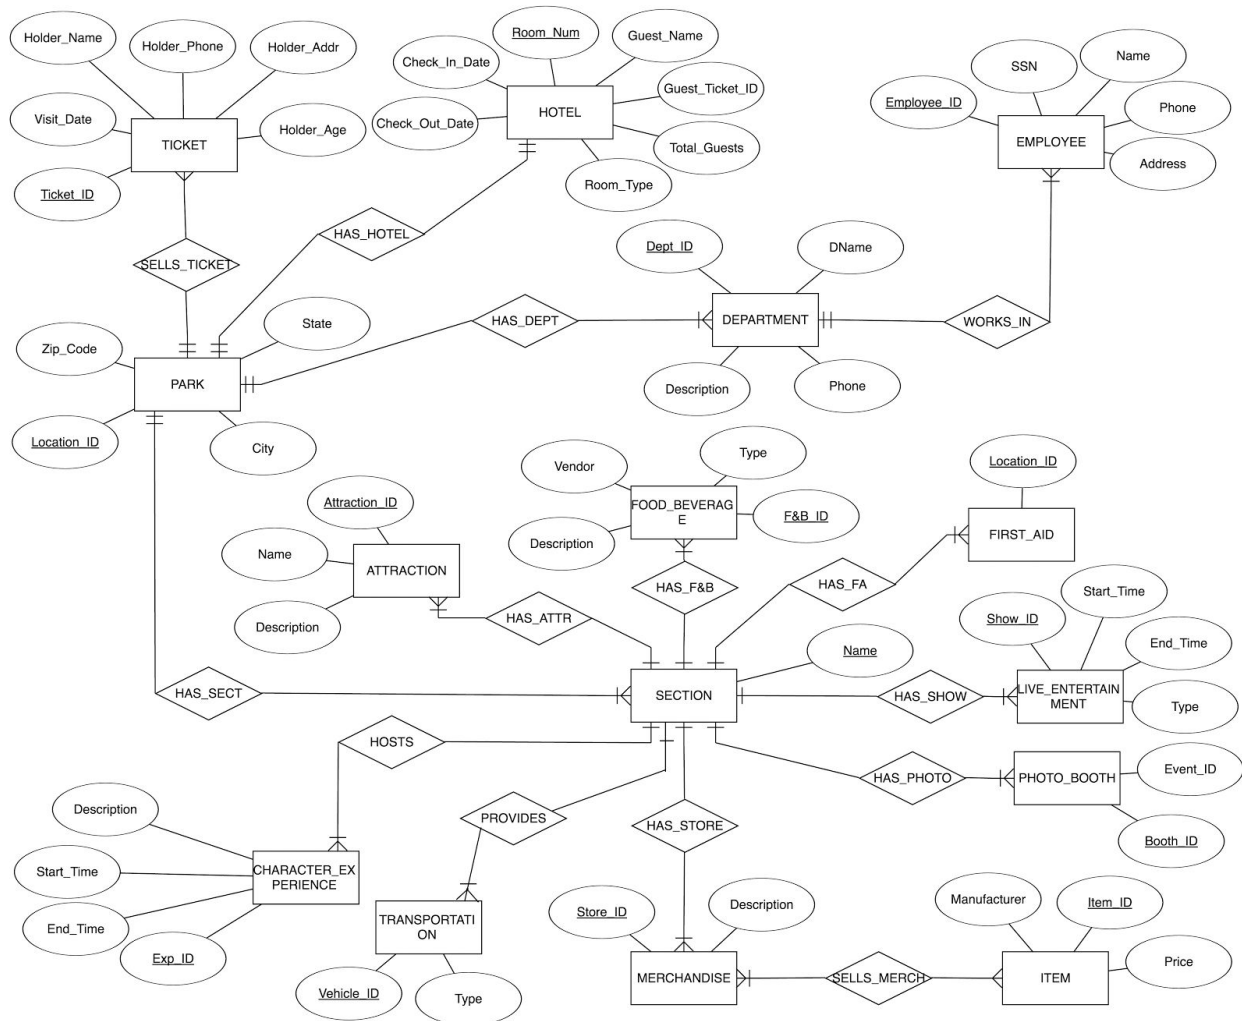 Holder_Name
Holder_Phone
Holder_Addr
Visit_Date
Holder_Age
TICKET
Ticket_ID
Room_Num
Guest_Name
Check_In_Date
Guest_Ticket_ID
HOTEL
Check_Out_Date
Total_Guests
Room_Type
SSN
Name
Employee_ID
Phone
EMPLOYEE
Address
HAS_HOTEL
SELLS_TICKET
Dept_ID
DName
State
HAS_DEPT
DEPARTMENT
WORKS_IN
Zip_Code
PARK
Description
Phone
Location_ID
City
Vendor
Type
Location_ID
Attraction_ID
FOOD_BEVERAG
E
F&B_ID
Name
Description
FIRST_AID
ATTRACTION
HAS_F&B
HAS_FA
Description
HAS_ATTR
Start_Time
Show_ID
End_Time
Name
HAS_SECT
SECTION
HAS_SHOW
LIVE_ENTERTAIN
MENT
Type
HOSTS
HAS_PHOTO
PHOTO_BOOTH
Event_ID
Description
PROVIDES
HAS_STORE
Booth_ID
Start_Time
CHARACTER_EX
PERIENCE
End_Time
Store_ID
Description
Manufacturer
Item_ID
TRANSPORTATI
ON
Exp_ID
Price
MERCHANDISE
SELLS_MERCH
ITEM
Vehicle_ID
Type